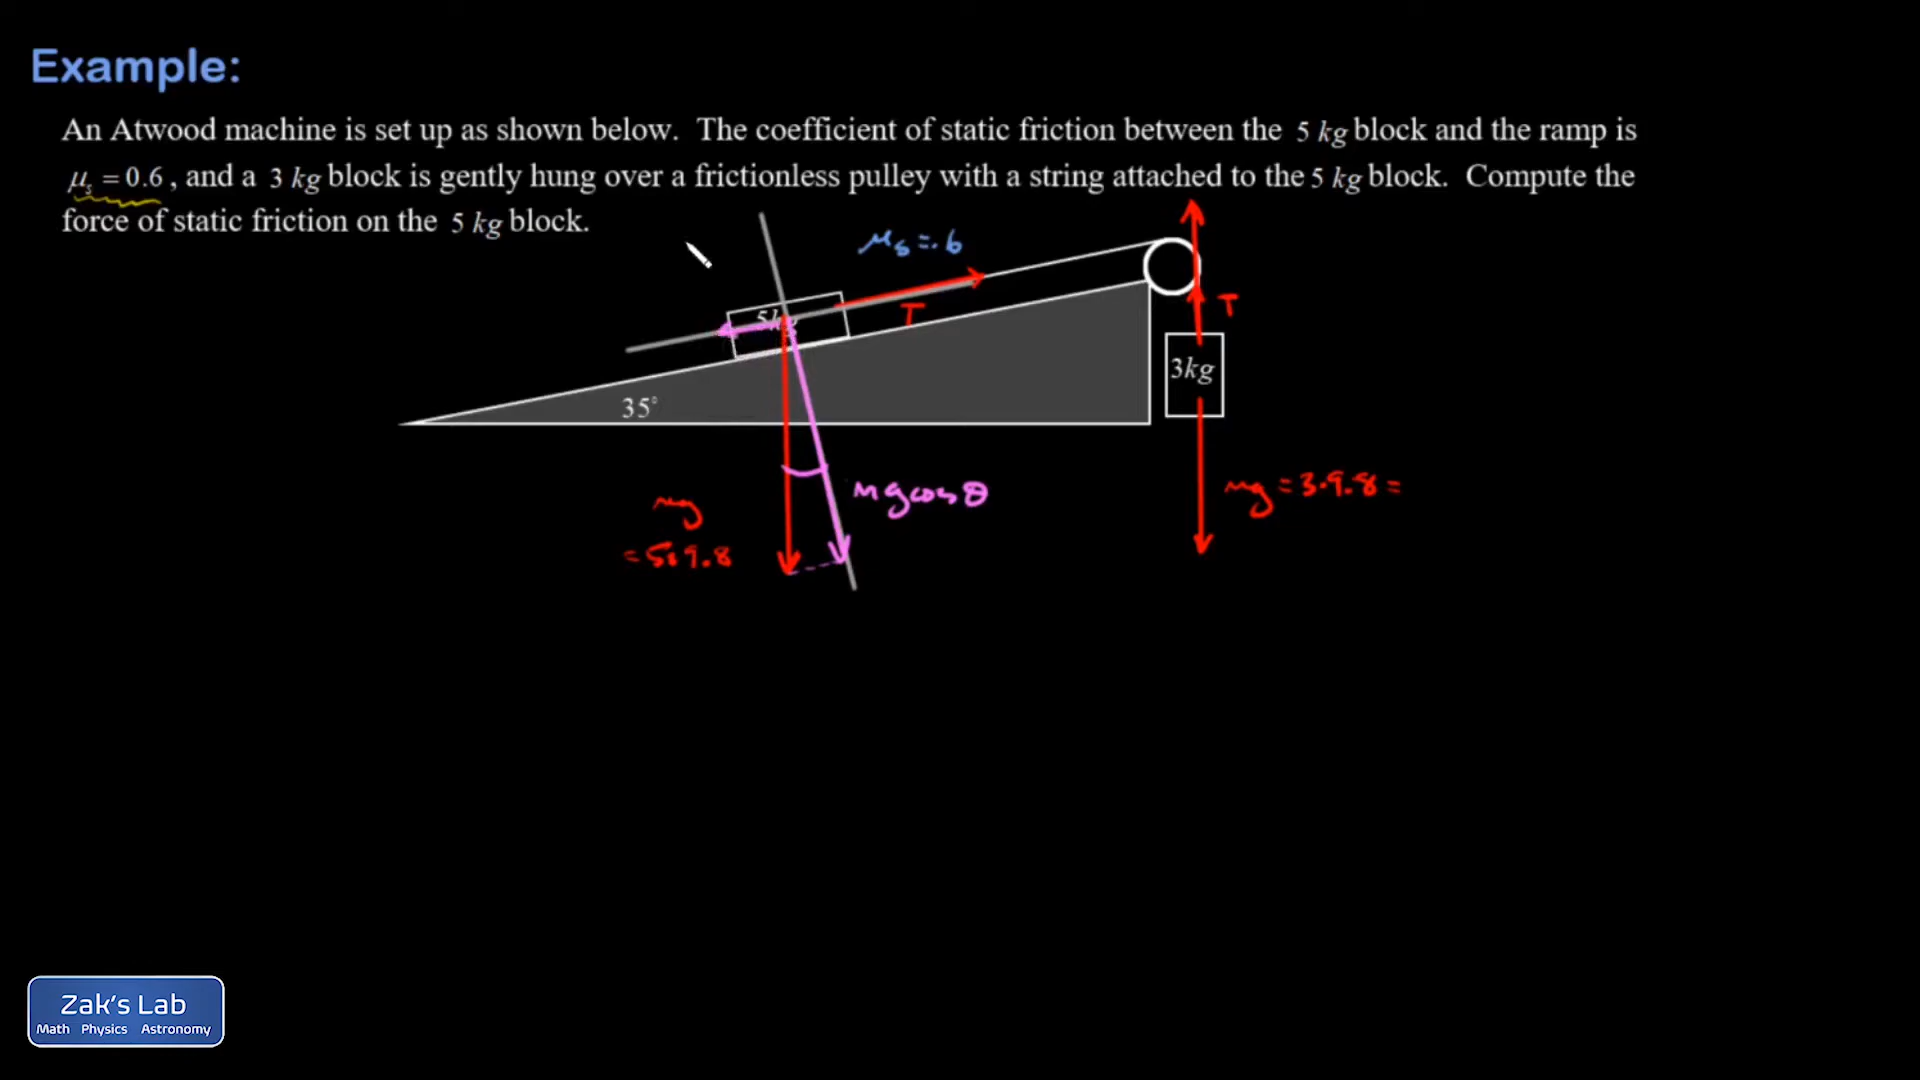 Example:
An Atwood machine is set up as shown below. The coefficient of static friction between the 5 kg block and the ramp is
μₛ = 0.6, and a 3 kg block is gently hung over a frictionless pulley with a string attached to the 5 kg block. Compute the
force of static friction on the 5 kg block.
μₛ = .6
5kg
T
T
3kg
35°
mg
= 5·9.8
mg cos θ
mg = 3·9.8 =
Zak's Lab
Math Physics Astronomy